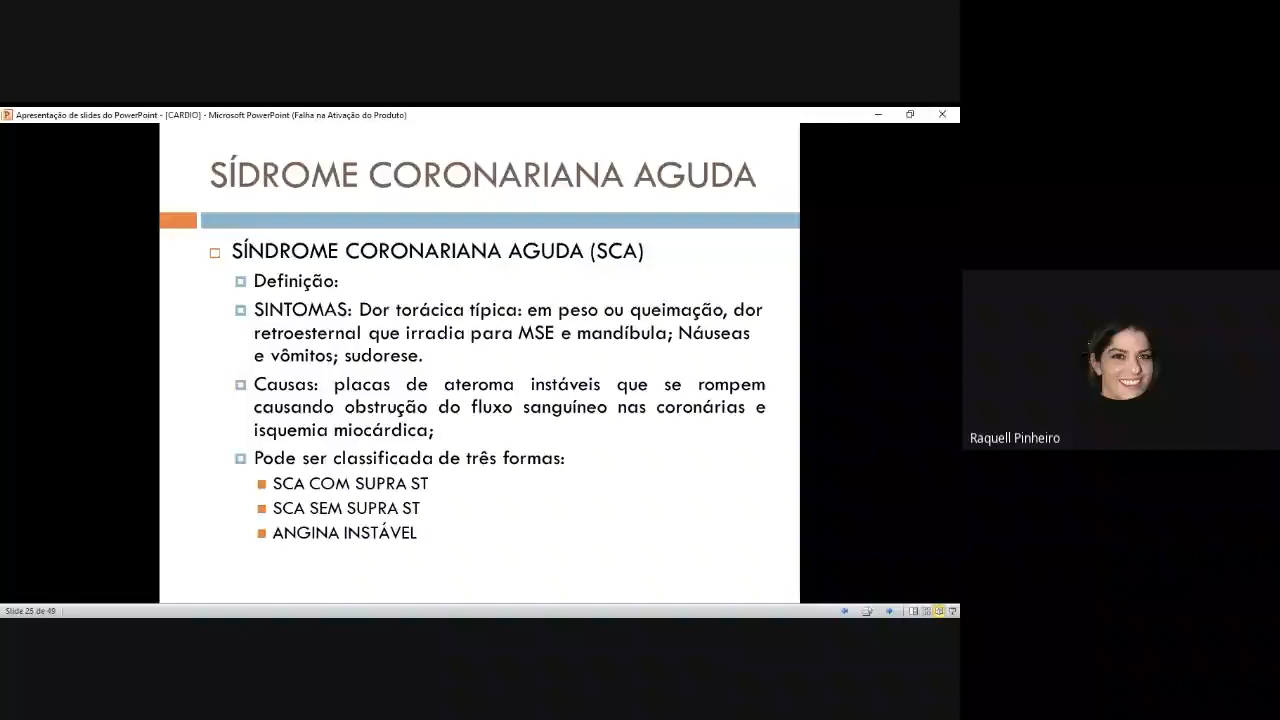 Apresentação de slides do PowerPoint - [CARDIO] - Microsoft PowerPoint (Falha na Ativação do Produto)
SÍDROME CORONARIANA AGUDA
SÍNDROME CORONARIANA AGUDA (SCA)
Definição:
SINTOMAS: Dor torácica típica: em peso ou queimação, dor
retroesternal que irradia para MSE e mandíbula; Náuseas
e vômitos; sudorese.
Causas: placas de ateroma instáveis que se rompem
causando obstrução do fluxo sanguíneo nas coronárias e
isquemia miocárdica;
Pode ser classificada de três formas:
SCA COM SUPRA ST
SCA SEM SUPRA ST
ANGINA INSTÁVEL
Raquell Pinheiro
Slide 25 de 49